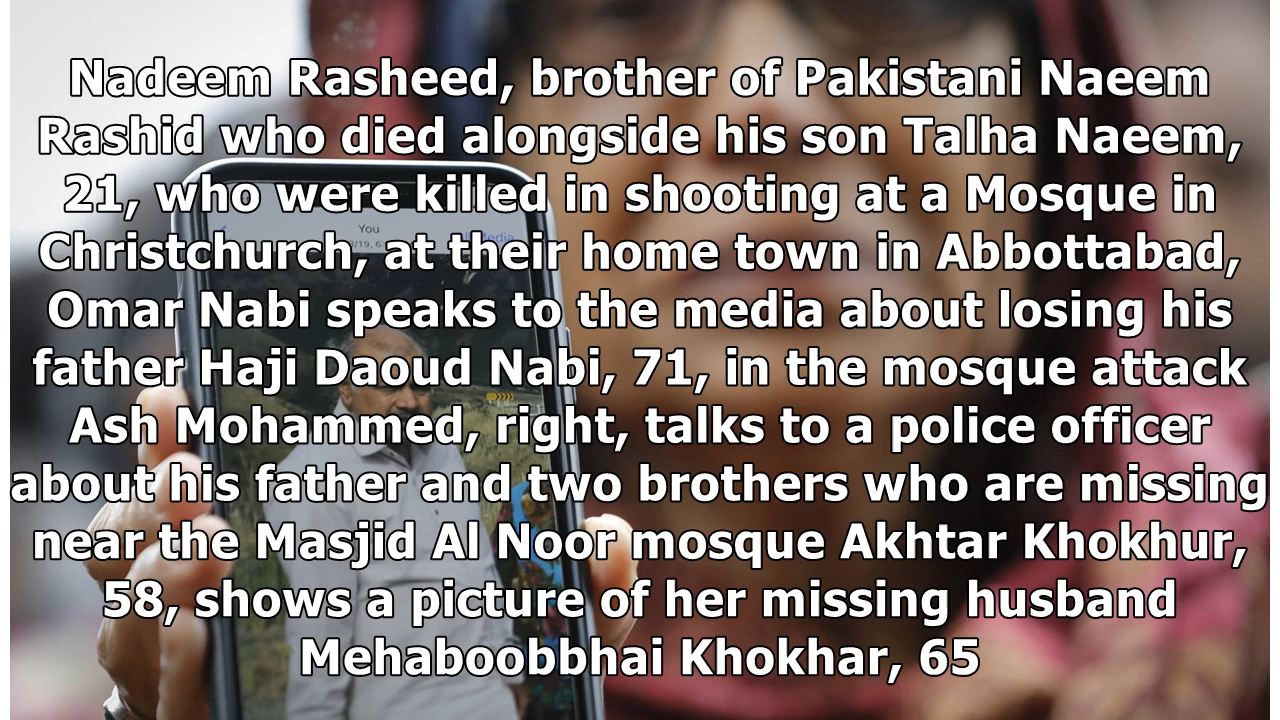 Nadeem Rasheed, brother of Pakistani Naeem
Rashid who died alongside his son Talha Naeem,
21, who were killed in shooting at a Mosque in
Christchurch, at their home town in Abbottabad,
Omar Nabi speaks to the media about losing his
father Haji Daoud Nabi, 71, in the mosque attack
Ash Mohammed, right, talks to a police officer
about his father and two brothers who are missing
near the Masjid Al Noor mosque Akhtar Khokhur,
58, shows a picture of her missing husband
Mehaboobbhai Khokhar, 65
You